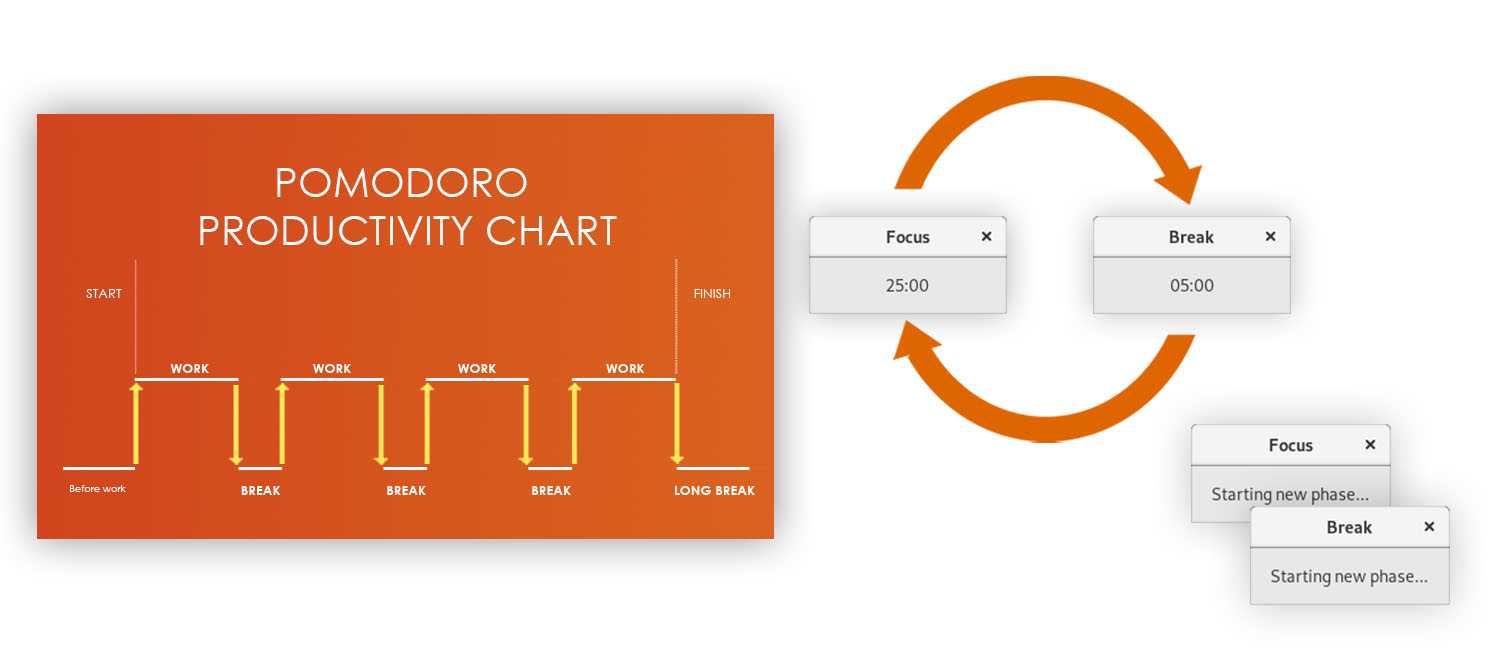 POMODORO
PRODUCTIVITY CHART
START
FINISH
WORK
WORK
WORK
WORK
Before work
BREAK
BREAK
BREAK
LONG BREAK
Focus
25:00
Break
05:00
Focus
Starting new phase...
Break
Starting new phase...